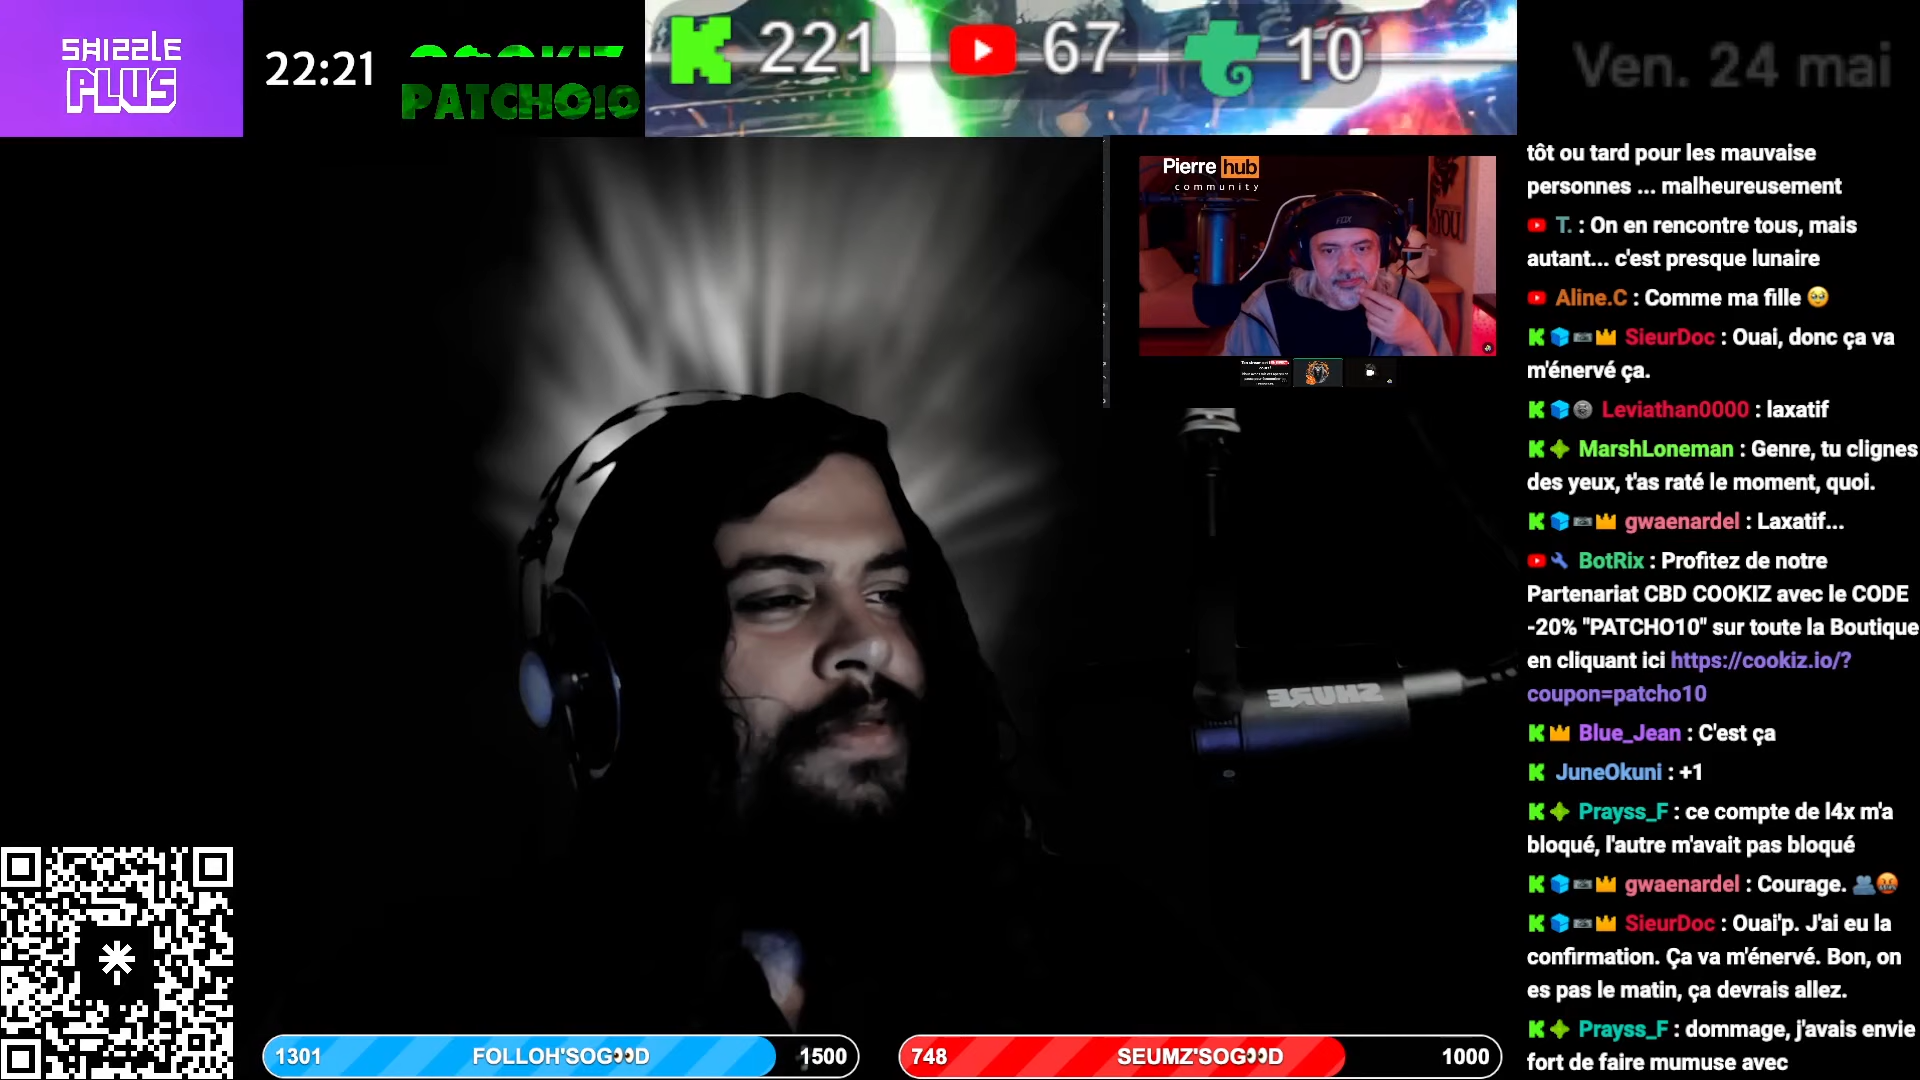 SHIZZLE
PLUS
22:21
COOKIZ
PATCHO10
221
67
10
Ven. 24 mai
Pierre hub
community
FOX
YOU
SHURE
tôt ou tard pour les mauvaise
personnes ... malheureusement
T. : On en rencontre tous, mais
autant... c'est presque lunaire
Aline.C : Comme ma fille 🥹
SieurDoc : Ouai, donc ça va
m'énervé ça.
Leviathan0000 : laxatif
MarshLoneman : Genre, tu clignes
des yeux, t'as raté le moment, quoi.
gwaenardel : Laxatif...
BotRix : Profitez de notre
Partenariat CBD COOKIZ avec le CODE
-20% "PATCHO10" sur toute la Boutique
en cliquant ici https://cookiz.io/?
coupon=patcho10
Blue_Jean : C'est ça
JuneOkuni : +1
Prayss_F : ce compte de l4x m'a
bloqué, l'autre m'avait pas bloqué
gwaenardel : Courage. 🫂🤬
SieurDoc : Ouai'p. J'ai eu la
confirmation. Ça va m'énervé. Bon, on
es pas le matin, ça devrais allez.
Prayss_F : dommage, j'avais envie
fort de faire mumuse avec
1301 FOLLOH'SOG👀D 1500
748 SEUMZ'SOG👀D 1000